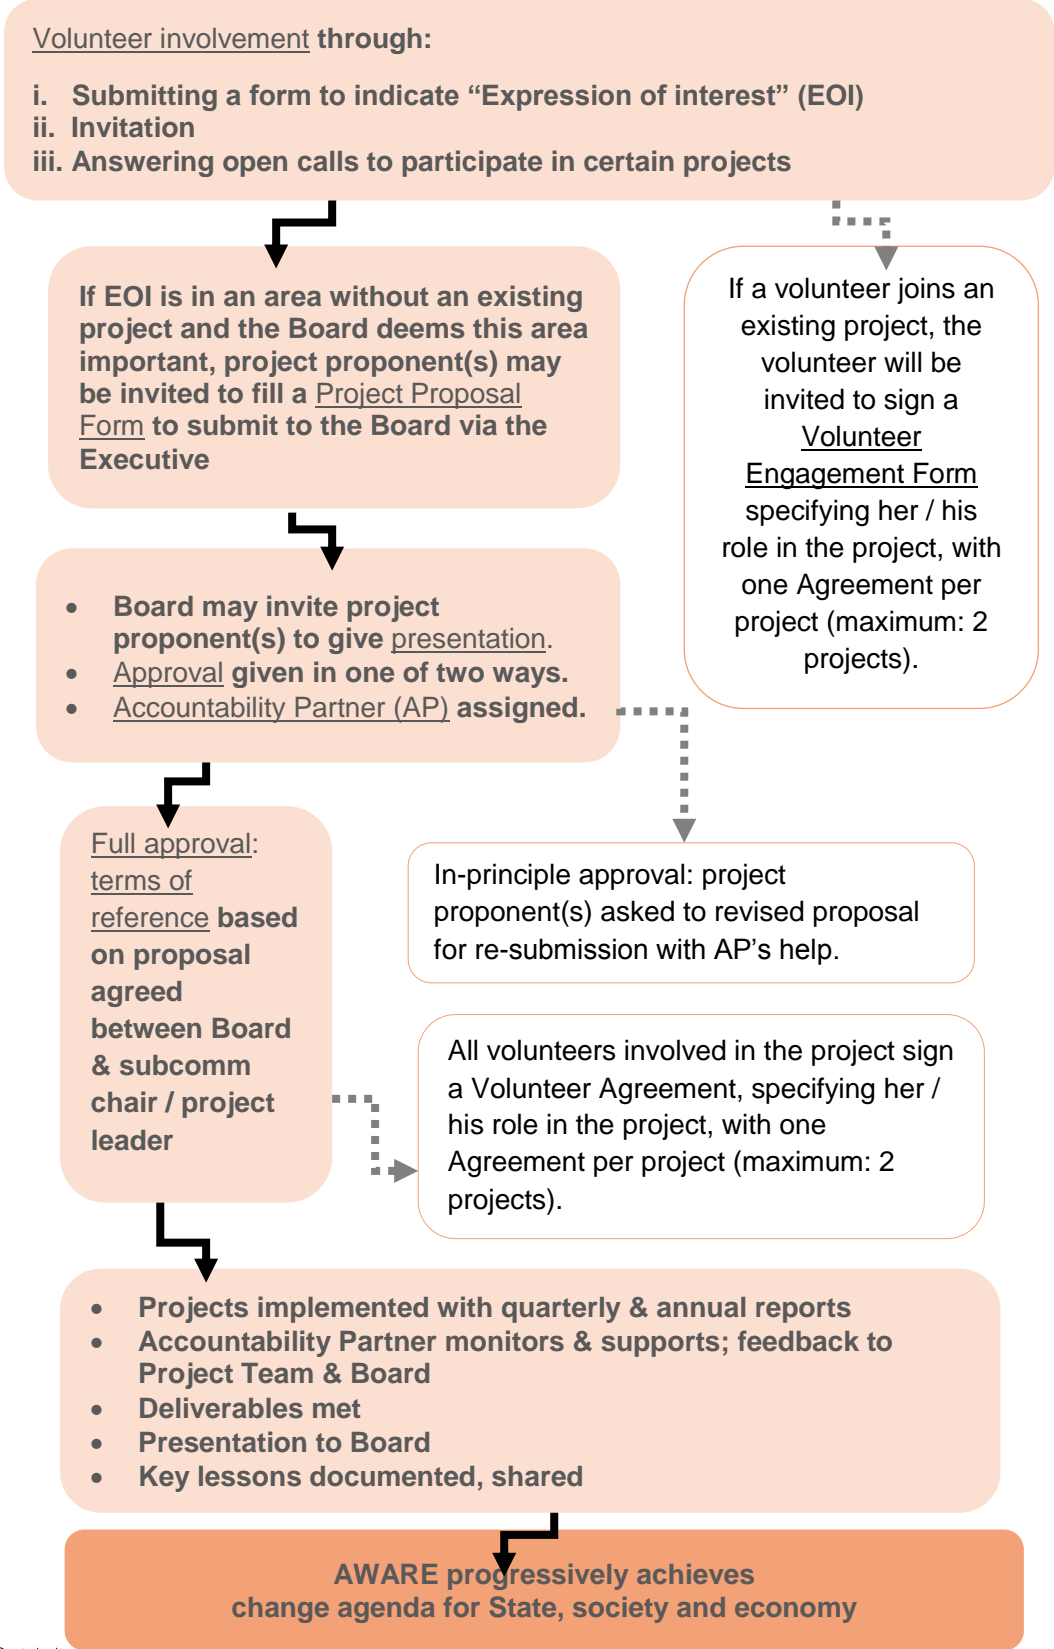 Volunteer involvement through:
i. Submitting a form to indicate “Expression of interest” (EOI)
ii. Invitation
iii. Answering open calls to participate in certain projects
If EOI is in an area without an existing
project and the Board deems this area
important, project proponent(s) may
be invited to fill a Project Proposal
Form to submit to the Board via the
Executive
If a volunteer joins an
existing project, the
volunteer will be
invited to sign a
Volunteer
Engagement Form
specifying her / his
role in the project, with
one Agreement per
project (maximum: 2
projects).
• Board may invite project
proponent(s) to give presentation.
• Approval given in one of two ways.
• Accountability Partner (AP) assigned.
Full approval:
terms of
reference based
on proposal
agreed
between Board
& subcomm
chair / project
leader
In-principle approval: project
proponent(s) asked to revised proposal
for re-submission with AP’s help.
All volunteers involved in the project sign
a Volunteer Agreement, specifying her /
his role in the project, with one
Agreement per project (maximum: 2
projects).
• Projects implemented with quarterly & annual reports
• Accountability Partner monitors & supports; feedback to
Project Team & Board
• Deliverables met
• Presentation to Board
• Key lessons documented, shared
AWARE progressively achieves
change agenda for State, society and economy